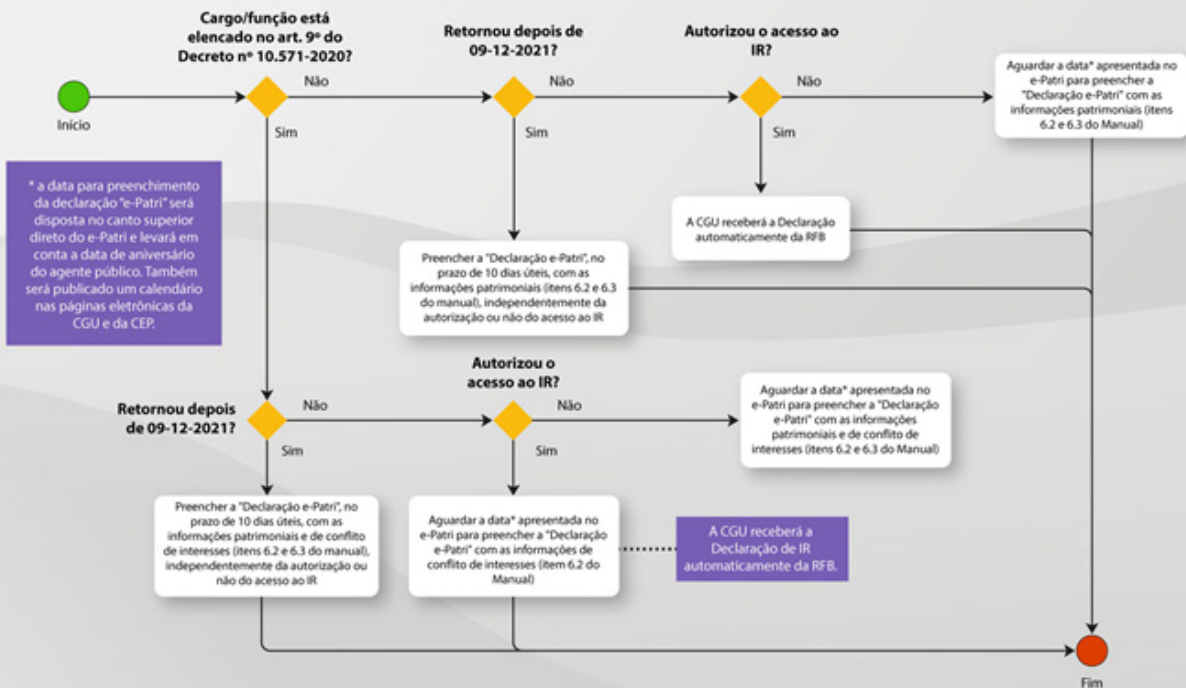 Cargo/função está
elencado no art. 9º do
Decreto nº 10.571-2020?
Retornou depois de
09-12-2021?
Autorizou o acesso ao
IR?
Início
Não
Sim
Não
Sim
Não
Sim
Aguardar a data* apresentada no
e-Patri para preencher a
"Declaração e-Patri" com as
informações patrimoniais (itens
6.2 e 6.3 do Manual)
* a data para preenchimento
da declaração "e-Patri" será
disposta no canto superior
direto do e-Patri e levará em
conta a data de aniversário
do agente público. Também
será publicado um calendário
nas páginas eletrônicas da
CGU e da CEP.
A CGU receberá a Declaração
automaticamente da RFB
Preencher a "Declaração e-Patri", no
prazo de 10 dias úteis, com as
informações patrimoniais (itens 6.2 e 6.3
do manual), independentemente da
autorização ou não do acesso ao IR
Retornou depois
de 09-12-2021?
Autorizou o
acesso ao IR?
Não
Sim
Não
Sim
Aguardar a data* apresentada no
e-Patri para preencher a "Declaração
e-Patri" com as informações
patrimoniais e de conflito de
interesses (itens 6.2 e 6.3 do Manual)
Preencher a "Declaração e-Patri", no
prazo de 10 dias úteis, com as
informações patrimoniais e de conflito
de interesses (itens 6.2 e 6.3 do manual),
independentemente da autorização ou
não do acesso ao IR
Aguardar a data* apresentada no
e-Patri para preencher a "Declaração
e-Patri" com as informações de
conflito de interesses (item 6.2 do
Manual)
A CGU receberá a
Declaração de IR
automaticamente da RFB.
Fim